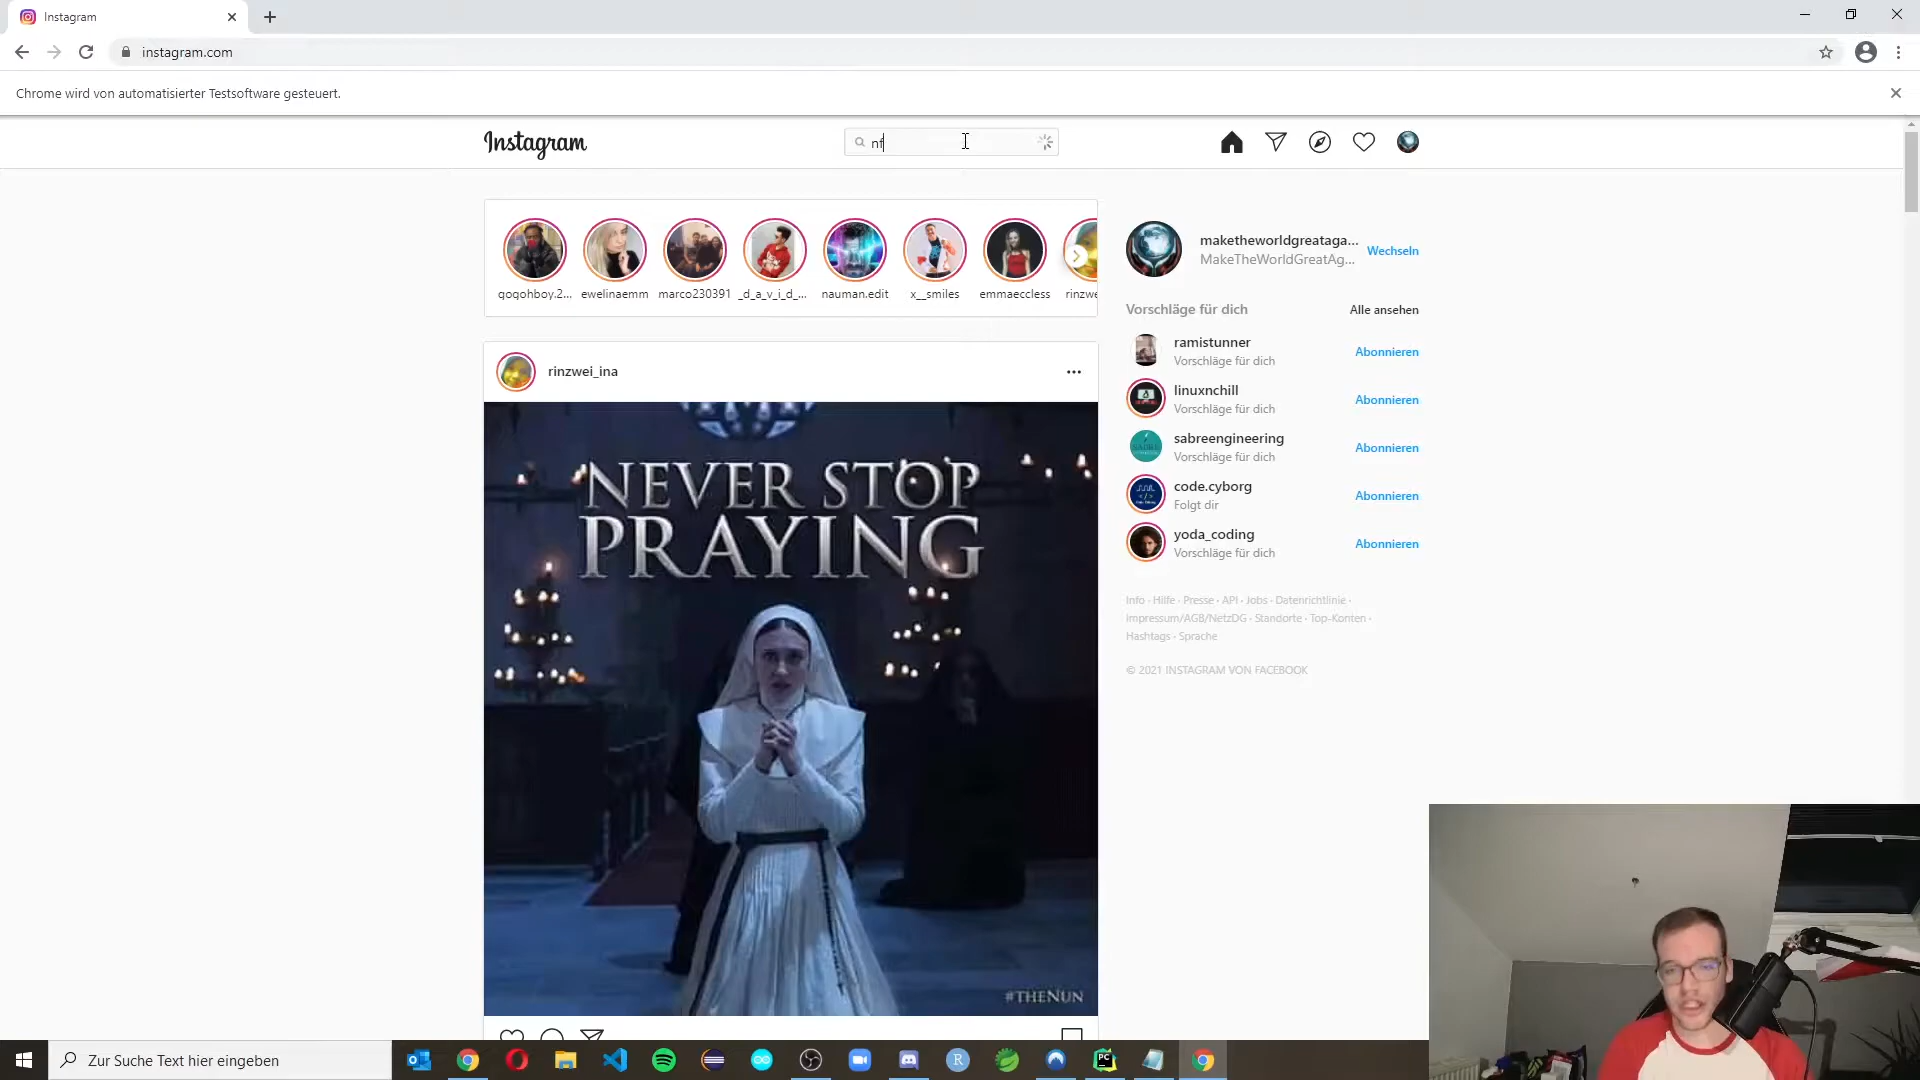 Instagram
instagram.com
Chrome wird von automatisierter Testsoftware gesteuert.
Instagram
nf
gogohboy.2...
ewelinaemm
marco230391
_d_a_v_i_d_...
nauman.edit
x__smiles
emmaeccless
rinzwe
maketheworldgreataga...
MakeTheWorldGreatAg...
Wechseln
Vorschläge für dich
Alle ansehen
ramistunner
Vorschläge für dich
Abonnieren
linuxnchill
Vorschläge für dich
Abonnieren
sabreengineering
Vorschläge für dich
Abonnieren
code.cyborg
Folgt dir
Abonnieren
yoda_coding
Vorschläge für dich
Abonnieren
Info · Hilfe · Presse · API · Jobs · Datenrichtlinie ·
Impressum/AGB/NetzDG · Standorte · Top-Konten ·
Hashtags · Sprache
© 2021 INSTAGRAM VON FACEBOOK
rinzwei_ina
NEVER STOP
PRAYING
#THENUN
Zur Suche Text hier eingeben